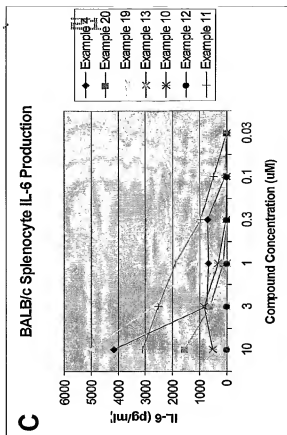 C
BALB/c Splenocyte IL-6 Production
IL-6 (pg/ml)
6000
5000
4000
3000
2000
1000
0
10
3
1
0.3
0.1
0.03
Compound Concentration (uM)
Example
Example 20
Example 19
Example 13
Example 10
Example 12
Example 11